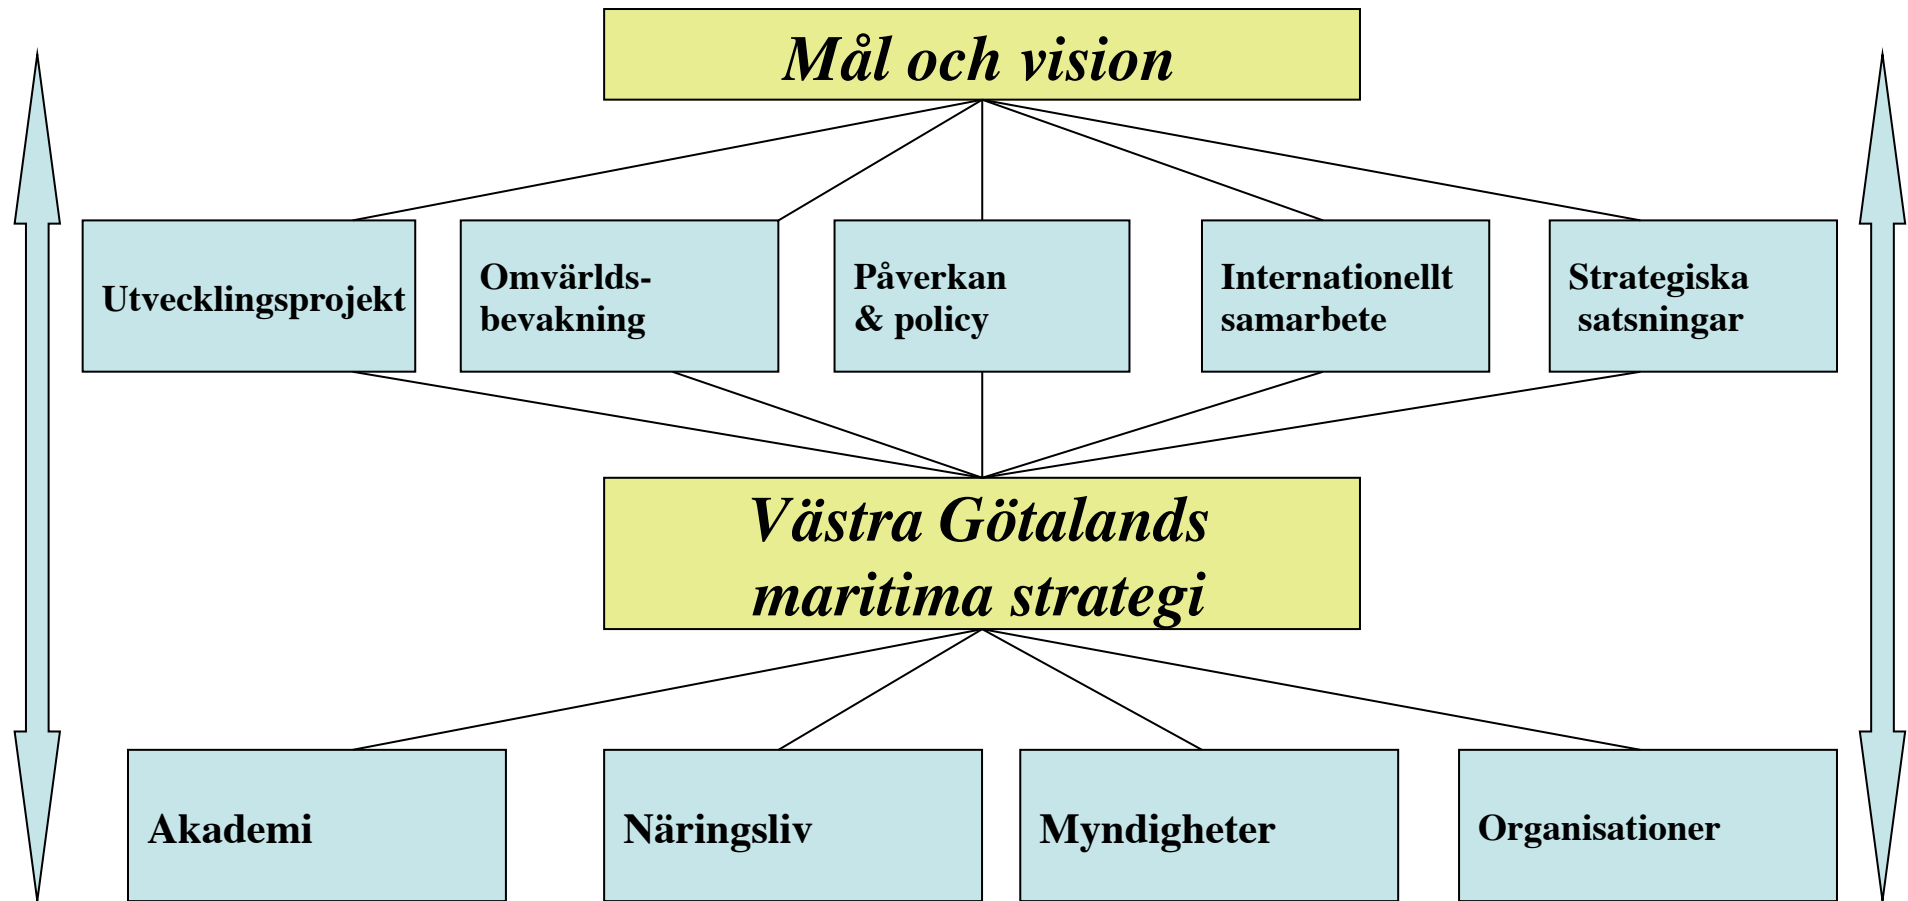 Mål och vision
Utvecklingsprojekt
Omvärlds-
bevakning
Påverkan
& policy
Internationellt
samarbete
Strategiska
satsningar
Västra Götalands
maritima strategi
Akademi
Näringsliv
Myndigheter
Organisationer